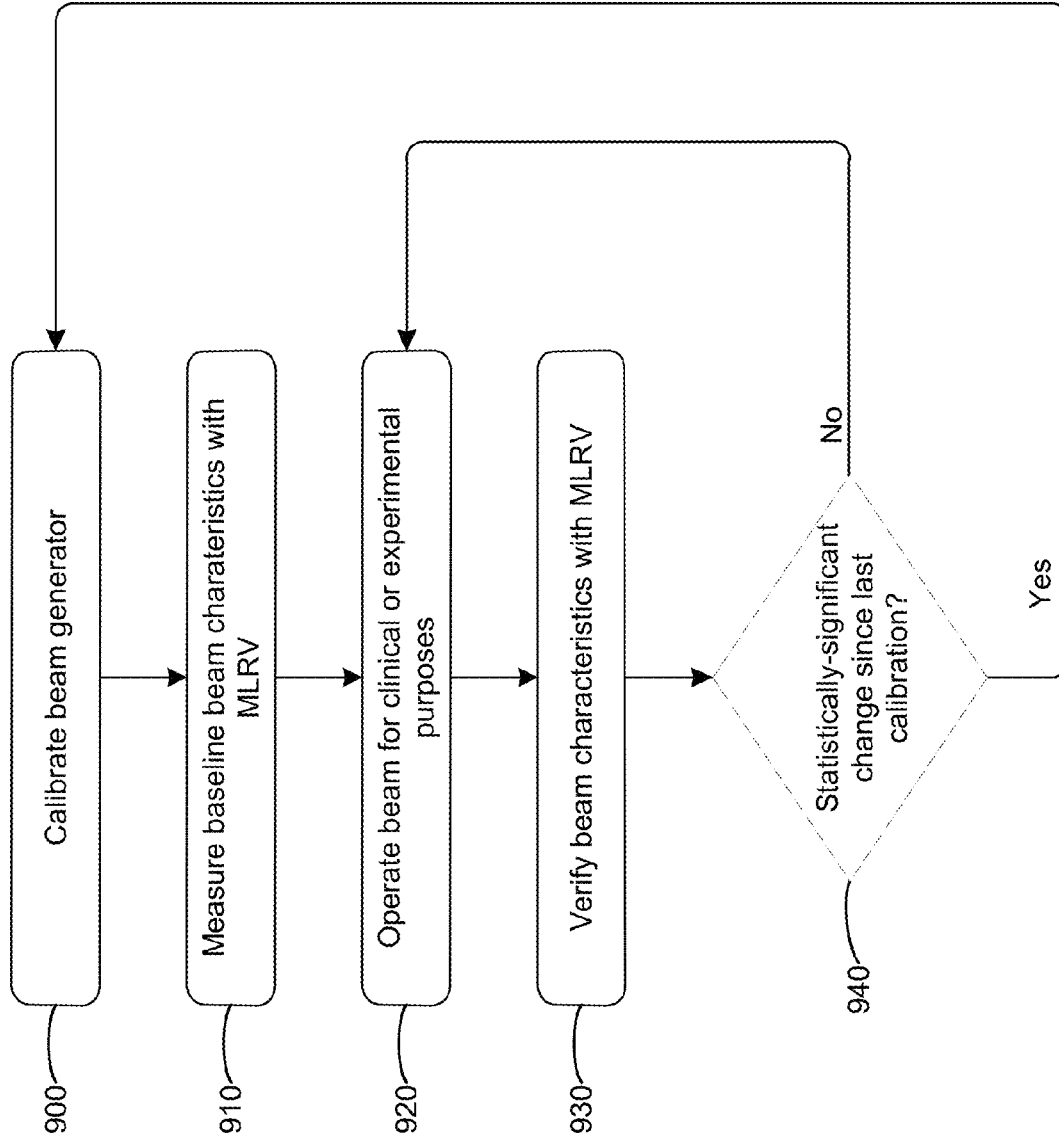 900
Calibrate beam generator
910
Measure baseline beam charateristics with
MLRV
920
Operate beam for clinical or experimental
purposes
930
Verify beam characteristics with MLRV
940
Statistically-significant
change since last
calibration?
No
Yes